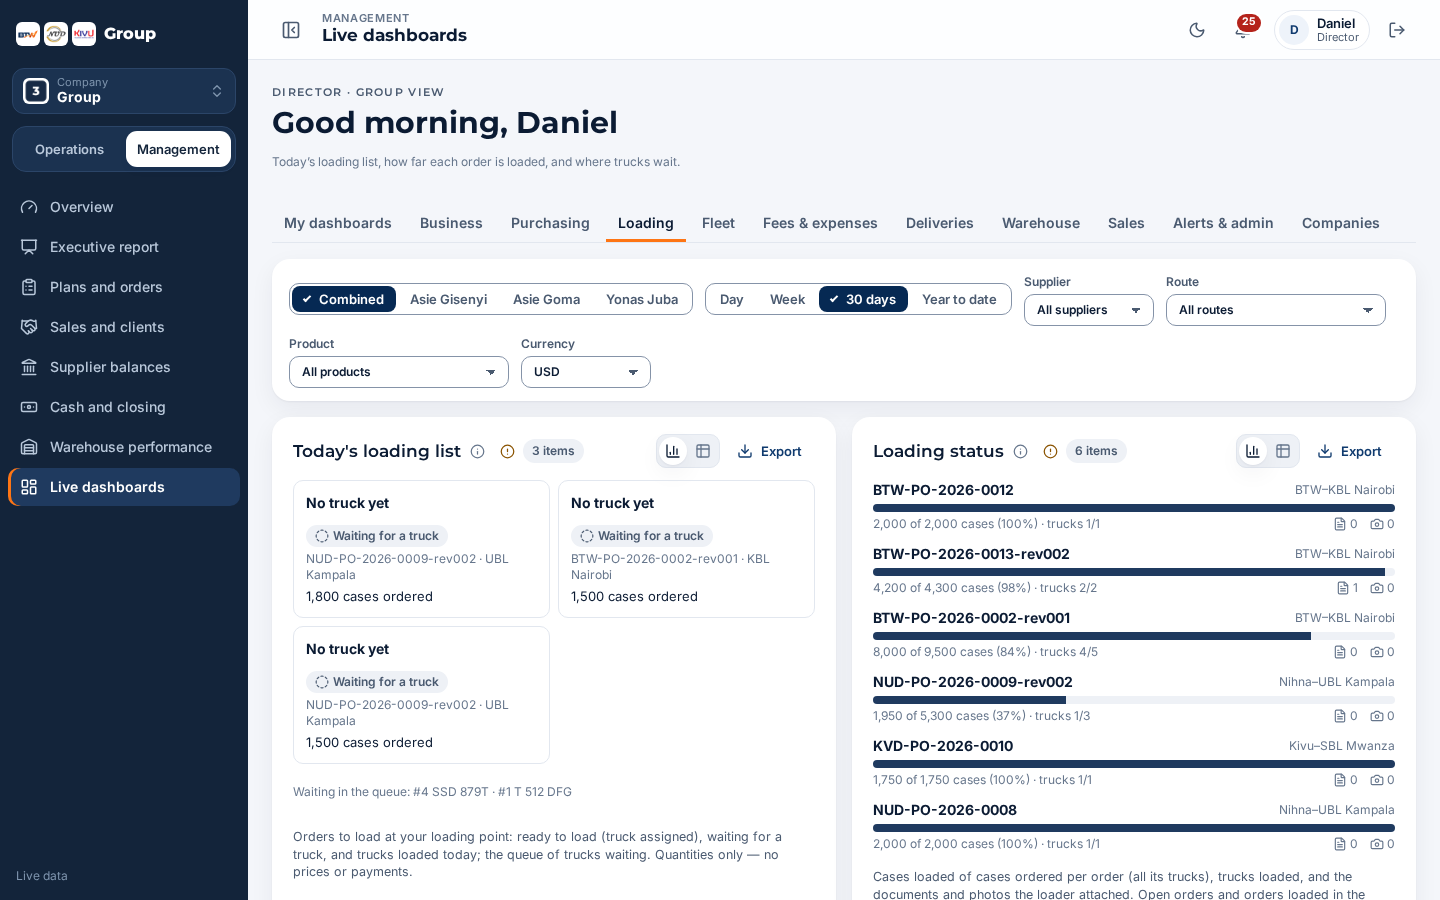 BTW NUD KIVU Group
Company
3 Group
Operations Management
Overview
Executive report
Plans and orders
Sales and clients
Supplier balances
Cash and closing
Warehouse performance
Live dashboards
Live data
MANAGEMENT
Live dashboards
25
D Daniel
Director
DIRECTOR · GROUP VIEW
Good morning, Daniel
Today's loading list, how far each order is loaded, and where trucks wait.
My dashboards Business Purchasing Loading Fleet Fees & expenses Deliveries Warehouse Sales Alerts & admin Companies
Combined Asie Gisenyi Asie Goma Yonas Juba
Day Week 30 days Year to date
Supplier
All suppliers
Route
All routes
Product
All products
Currency
USD
Today's loading list 3 items Export
No truck yet
Waiting for a truck
NUD-PO-2026-0009-rev002 · UBL
Kampala
1,800 cases ordered
No truck yet
Waiting for a truck
BTW-PO-2026-0002-rev001 · KBL
Nairobi
1,500 cases ordered
No truck yet
Waiting for a truck
NUD-PO-2026-0009-rev002 · UBL
Kampala
1,500 cases ordered
Waiting in the queue: #4 SSD 879T · #1 T 512 DFG
Orders to load at your loading point: ready to load (truck assigned), waiting for a
truck, and trucks loaded today; the queue of trucks waiting. Quantities only — no
prices or payments.
Loading status 6 items Export
BTW-PO-2026-0012 BTW–KBL Nairobi
2,000 of 2,000 cases (100%) · trucks 1/1 0 0
BTW-PO-2026-0013-rev002 BTW–KBL Nairobi
4,200 of 4,300 cases (98%) · trucks 2/2 1 0
BTW-PO-2026-0002-rev001 BTW–KBL Nairobi
8,000 of 9,500 cases (84%) · trucks 4/5 0 0
NUD-PO-2026-0009-rev002 Nihna–UBL Kampala
1,950 of 5,300 cases (37%) · trucks 1/3 0 0
KVD-PO-2026-0010 Kivu–SBL Mwanza
1,750 of 1,750 cases (100%) · trucks 1/1 0 0
NUD-PO-2026-0008 Nihna–UBL Kampala
2,000 of 2,000 cases (100%) · trucks 1/1 0 0
Cases loaded of cases ordered per order (all its trucks), trucks loaded, and the
documents and photos the loader attached. Open orders and orders loaded in the